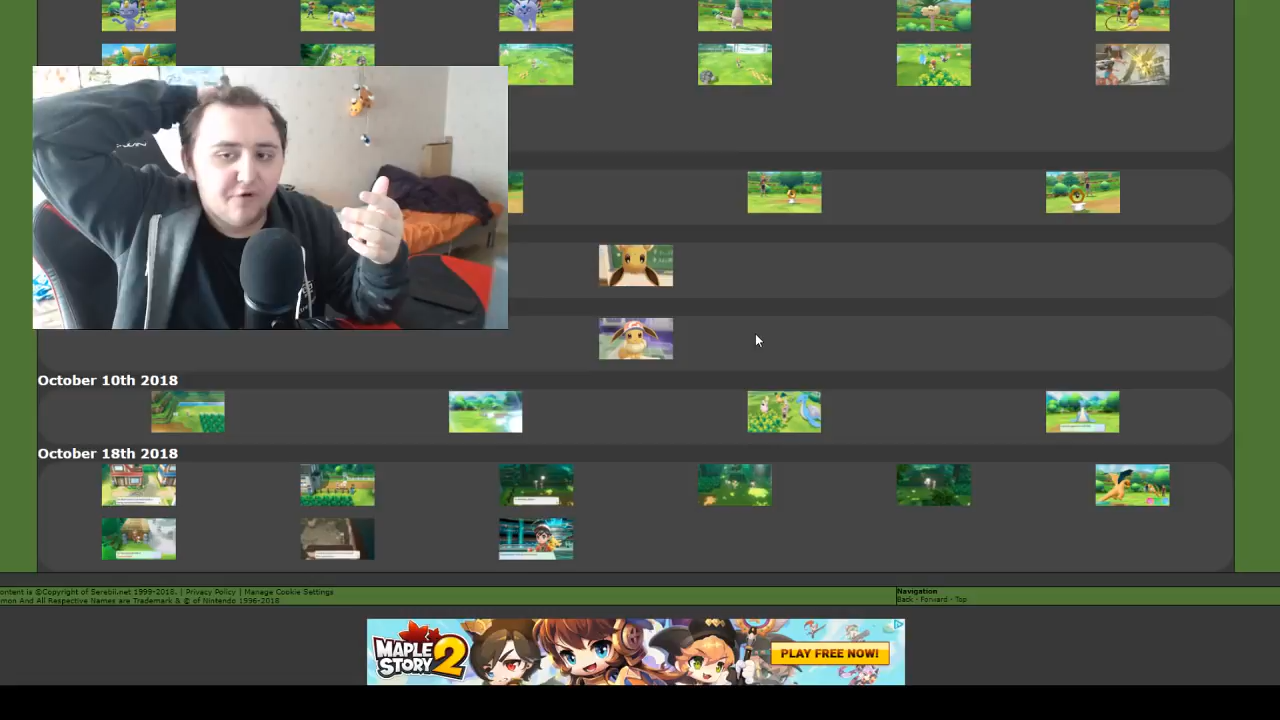 October 10th 2018
October 18th 2018
ontent is ©Copyright of Serebii.net 1999-2018. | Privacy Policy | Manage Cookie Settings
mon And All Respective Names are Trademark & © of Nintendo 1996-2018
Navigation
Back - Forward - Top
MAPLE
STORY 2
PLAY FREE NOW!